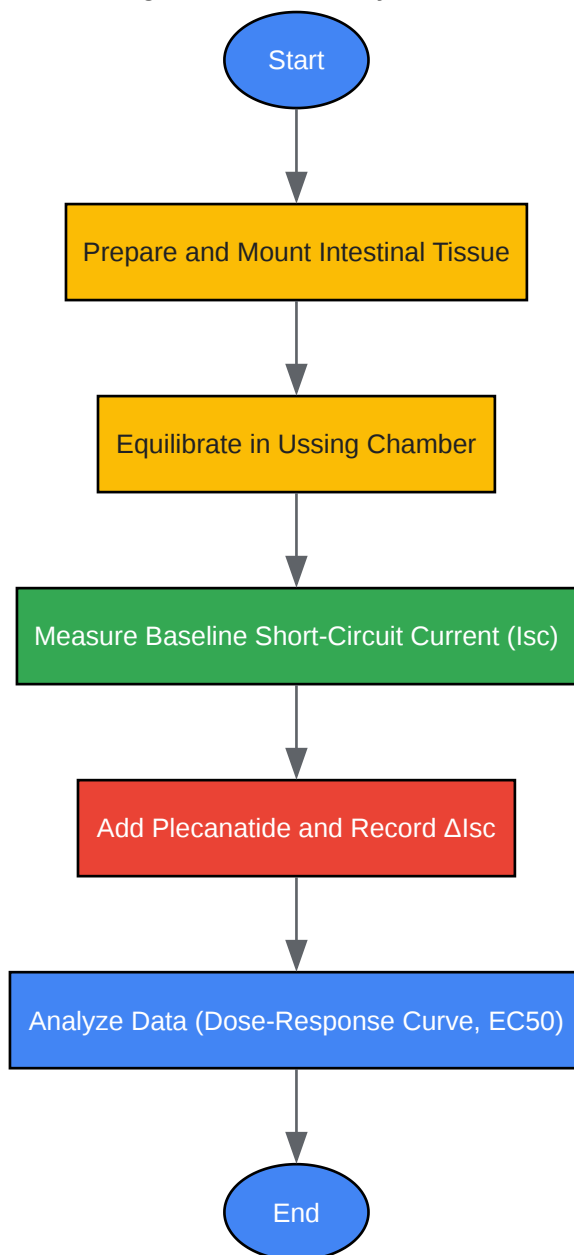 Start
Prepare and Mount Intestinal Tissue
Equilibrate in Ussing Chamber
Measure Baseline Short-Circuit Current (Isc)
Add Plecanatide and Record ΔIsc
Analyze Data (Dose-Response Curve, EC50)
End